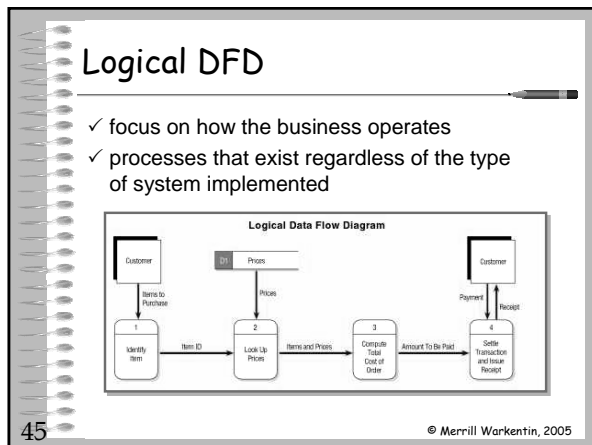 Logical DFD
✓ focus on how the business operates
✓ processes that exist regardless of the type
of system implemented
Logical Data Flow Diagram
Customer
D1 Prices
Customer
Items to
Purchase
Prices
Payment
Receipt
1
Identify
Item
Item ID
2
Look Up
Prices
Items and Prices
3
Compute
Total
Cost of
Order
Amount To Be Paid
4
Settle
Transaction
and Issue
Receipt
45
© Merrill Warkentin, 2005